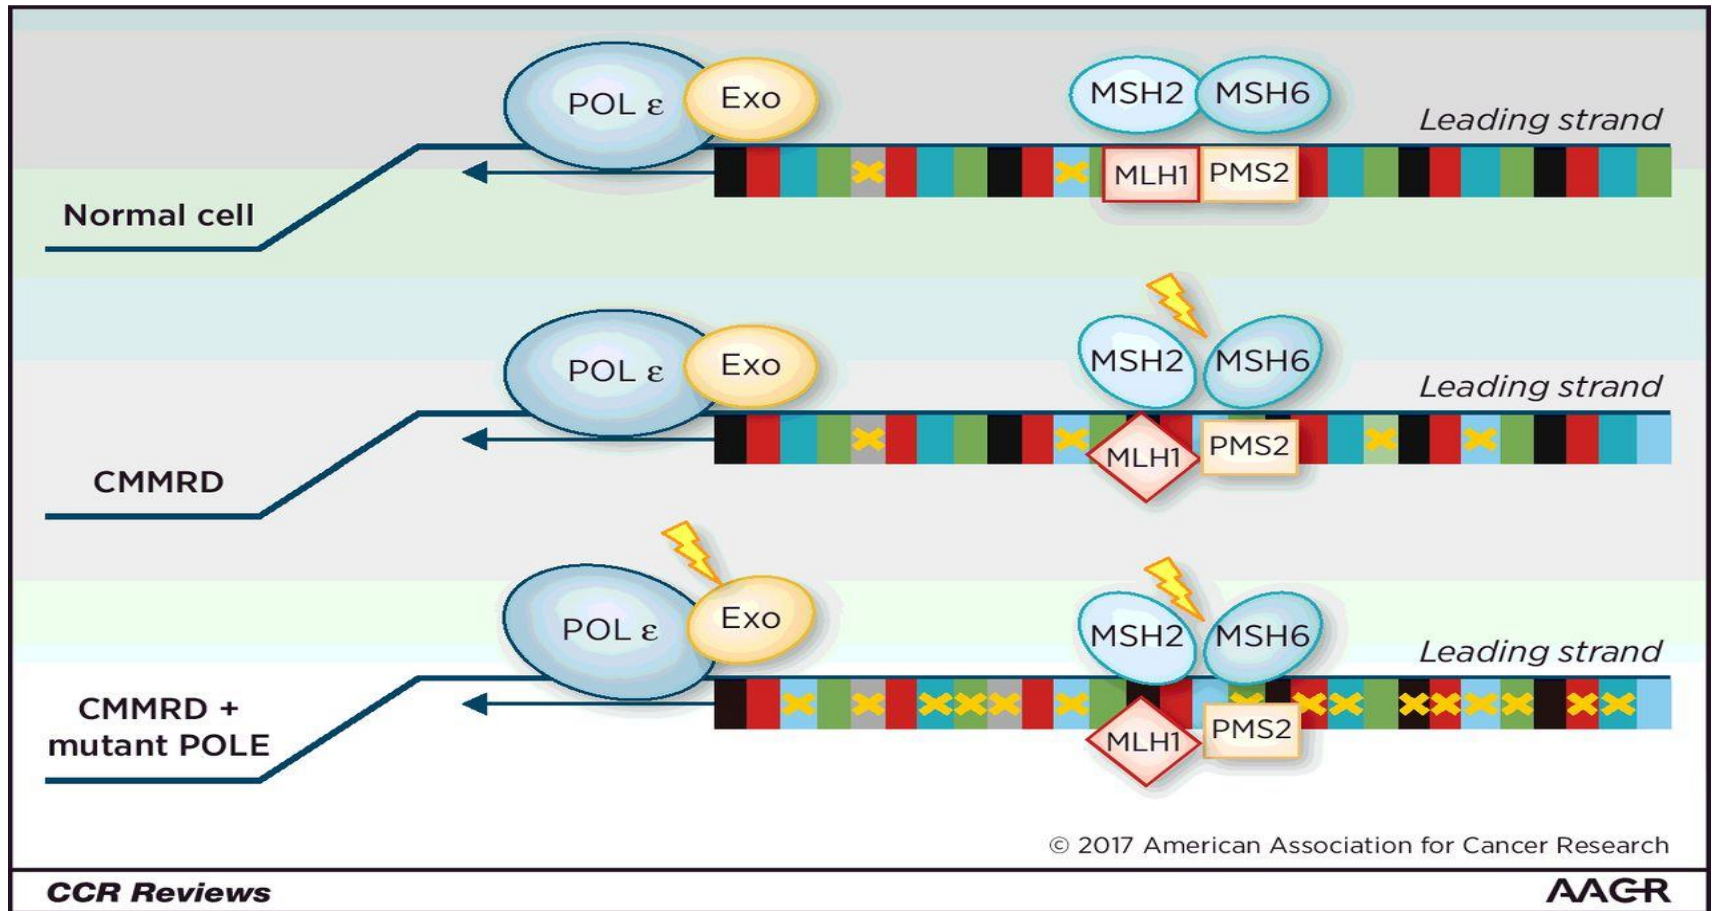 POL ε
Exo
MSH2
MSH6
Leading strand
MLH1
PMS2
Normal cell
POL ε
Exo
MSH2
MSH6
Leading strand
MLH1
PMS2
CMMRD
POL ε
Exo
MSH2
MSH6
Leading strand
MLH1
PMS2
CMMRD +
mutant POLE
© 2017 American Association for Cancer Research
CCR Reviews
AACR